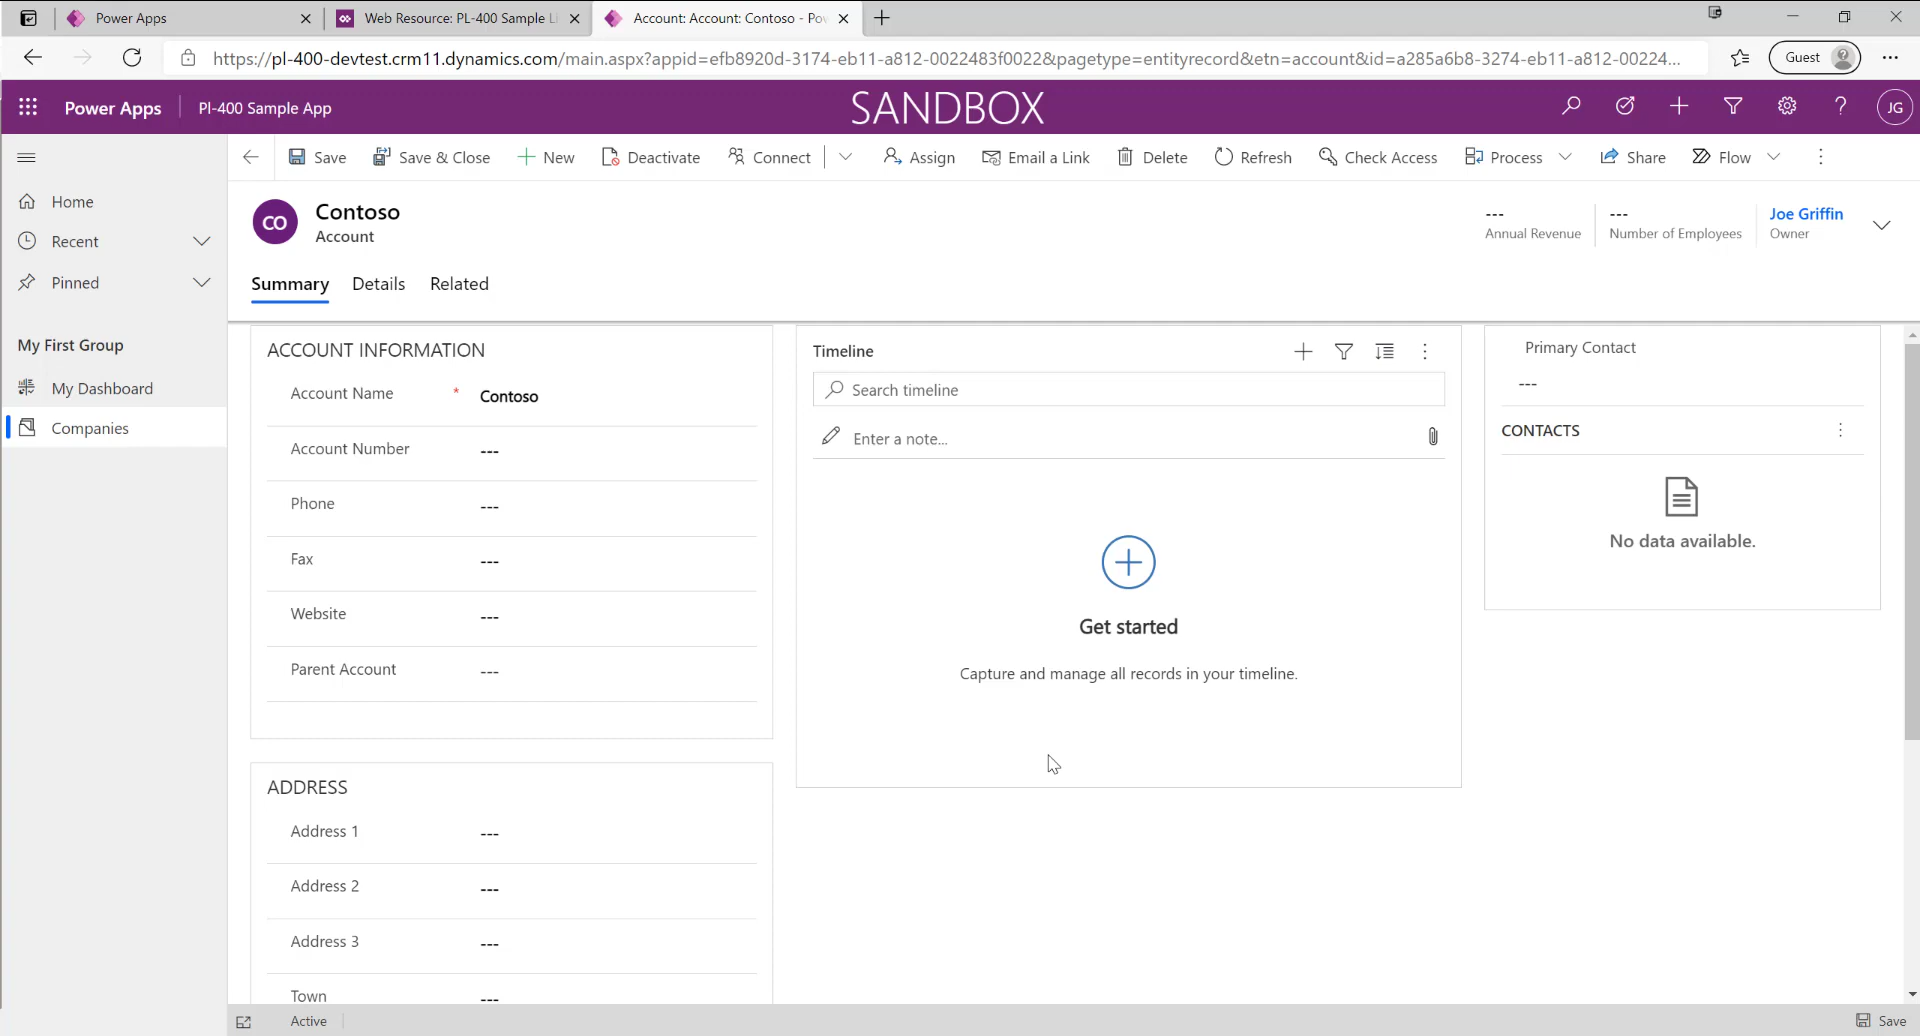 Power Apps
Web Resource: PL-400 Sample Li
Account: Account: Contoso - Pow
https://pl-400-devtest.crm11.dynamics.com/main.aspx?appid=efb8920d-3174-eb11-a812-0022483f0022&pagetype=entityrecord&etn=account&id=a285a6b8-3274-eb11-a812-00224...
Guest
Power Apps
Pl-400 Sample App
SANDBOX
JG
Save
Save & Close
New
Deactivate
Connect
Assign
Email a Link
Delete
Refresh
Check Access
Process
Share
Flow
Home
Recent
Pinned
My First Group
My Dashboard
Companies
CO
Contoso
Account
---
Annual Revenue
---
Number of Employees
Joe Griffin
Owner
Summary
Details
Related
ACCOUNT INFORMATION
Account Name * Contoso
Account Number ---
Phone ---
Fax ---
Website ---
Parent Account ---
ADDRESS
Address 1 ---
Address 2 ---
Address 3 ---
Town ---
Timeline
Search timeline
Enter a note...
Get started
Capture and manage all records in your timeline.
Primary Contact
---
CONTACTS
No data available.
Active
Save